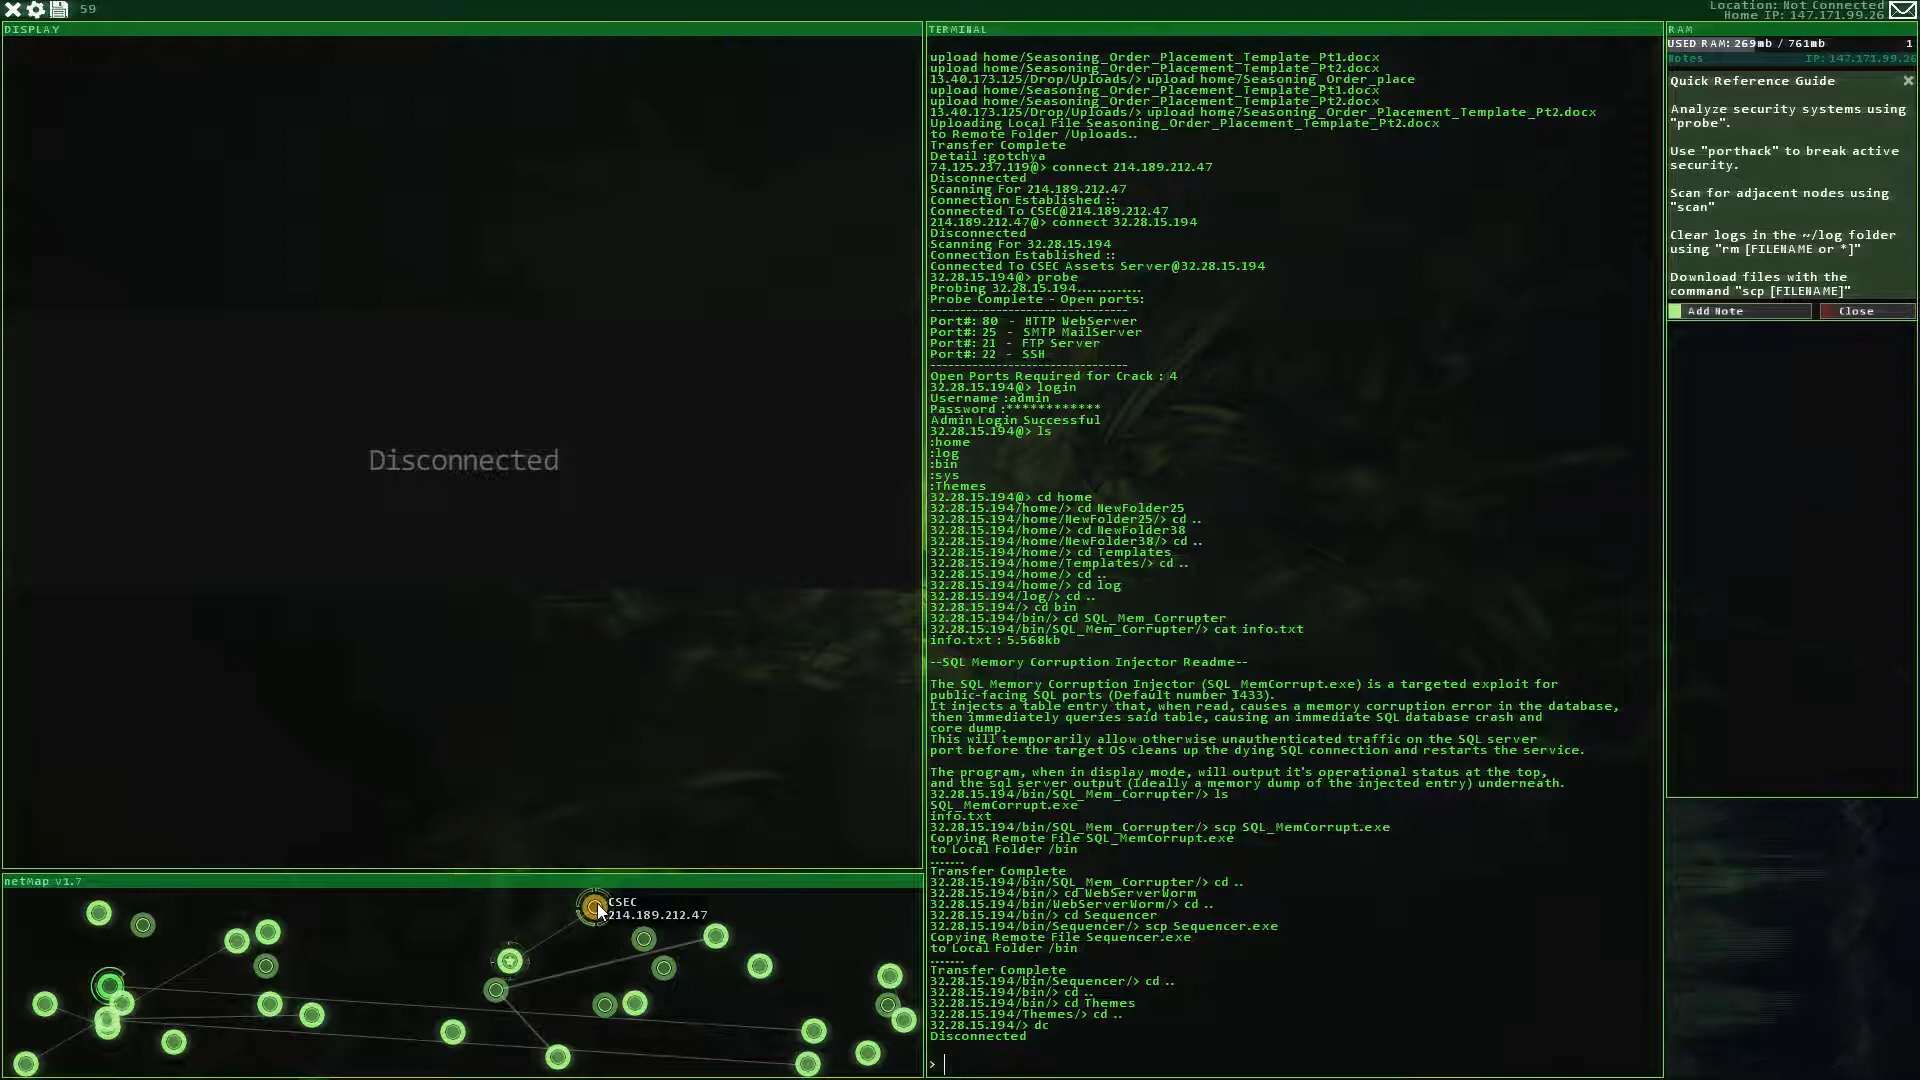 59
Location: Not Connected
Home IP: 147.171.99.26
DISPLAY
Disconnected
netMap v1.7
CSEC
214.189.212.47
TERMINAL
upload home/Seasoning_Order_Placement_Template_Pt1.docx
upload home/Seasoning_Order_Placement_Template_Pt2.docx
13.40.173.125/Drop/Uploads/> upload home/Seasoning_Order_place
upload home/Seasoning_Order_Placement_Template_Pt1.docx
upload home/Seasoning_Order_Placement_Template_Pt2.docx
13.40.173.125/Drop/Uploads/> upload home/Seasoning_Order_Placement_Template_Pt2.docx
Uploading Local File Seasoning_Order_Placement_Template_Pt2.docx
to Remote Folder /Uploads..
Transfer Complete
Detail :gotchya
74.125.237.119@> connect 214.189.212.47
Disconnected
Scanning For 214.189.212.47
Connection Established ::
Connected To CSEC@214.189.212.47
214.189.212.47@> connect 32.28.15.194
Disconnected
Scanning For 32.28.15.194
Connection Established ::
Connected To CSEC Assets Server@32.28.15.194
32.28.15.194@> probe
Probing 32.28.15.194.............
Probe Complete - Open ports:
---------------------------------
Port#: 80 - HTTP WebServer
Port#: 25 - SMTP MailServer
Port#: 21 - FTP Server
Port#: 22 - SSH
---------------------------------
Open Ports Required for Crack : 4
32.28.15.194@> login
Username :admin
Password :************
Admin Login Successful
32.28.15.194@> ls
:home
:log
:bin
:sys
:Themes
32.28.15.194@> cd home
32.28.15.194/home/> cd NewFolder25
32.28.15.194/home/NewFolder25/> cd ..
32.28.15.194/home/> cd NewFolder38
32.28.15.194/home/NewFolder38/> cd ..
32.28.15.194/home/> cd Templates
32.28.15.194/home/Templates/> cd ..
32.28.15.194/home/> cd ..
32.28.15.194/home/> cd log
32.28.15.194/log/> cd ..
32.28.15.194/> cd bin
32.28.15.194/bin/> cd SQL_Mem_Corrupter
32.28.15.194/bin/SQL_Mem_Corrupter/> cat info.txt
info.txt : 5.568kb
--SQL Memory Corruption Injector Readme--
The SQL Memory Corruption Injector (SQL_MemCorrupt.exe) is a targeted exploit for
public-facing SQL ports (Default number 1433).
It injects a table entry that, when read, causes a memory corruption error in the database,
then immediately queries said table, causing an immediate SQL database crash and
core dump.
This will temporarily allow otherwise unauthenticated traffic on the SQL server
port before the target OS cleans up the dying SQL connection and restarts the service.
The program, when in display mode, will output it's operational status at the top,
and the sql server output (Ideally a memory dump of the injected entry) underneath.
32.28.15.194/bin/SQL_Mem_Corrupter/> ls
SQL_MemCorrupt.exe
info.txt
32.28.15.194/bin/SQL_Mem_Corrupter/> scp SQL_MemCorrupt.exe
Copying Remote File SQL_MemCorrupt.exe
to Local Folder /bin
.......
Transfer Complete
32.28.15.194/bin/SQL_Mem_Corrupter/> cd ..
32.28.15.194/bin/> cd WebServerWorm
32.28.15.194/bin/WebServerWorm/> cd ..
32.28.15.194/bin/> cd Sequencer
32.28.15.194/bin/Sequencer/> scp Sequencer.exe
Copying Remote File Sequencer.exe
to Local Folder /bin
.......
Transfer Complete
32.28.15.194/bin/Sequencer/> cd ..
32.28.15.194/bin/> cd ..
32.28.15.194/bin/> cd Themes
32.28.15.194/Themes/> cd ..
32.28.15.194/> dc
Disconnected
>
RAM
USED RAM: 269mb / 761mb 1
Notes IP: 147.171.99.26
Quick Reference Guide
Analyze security systems using
"probe".
Use "porthack" to break active
security.
Scan for adjacent nodes using
"scan"
Clear logs in the ~/log folder
using "rm [FILENAME or *]"
Download files with the
command "scp [FILENAME]"
Add Note Close